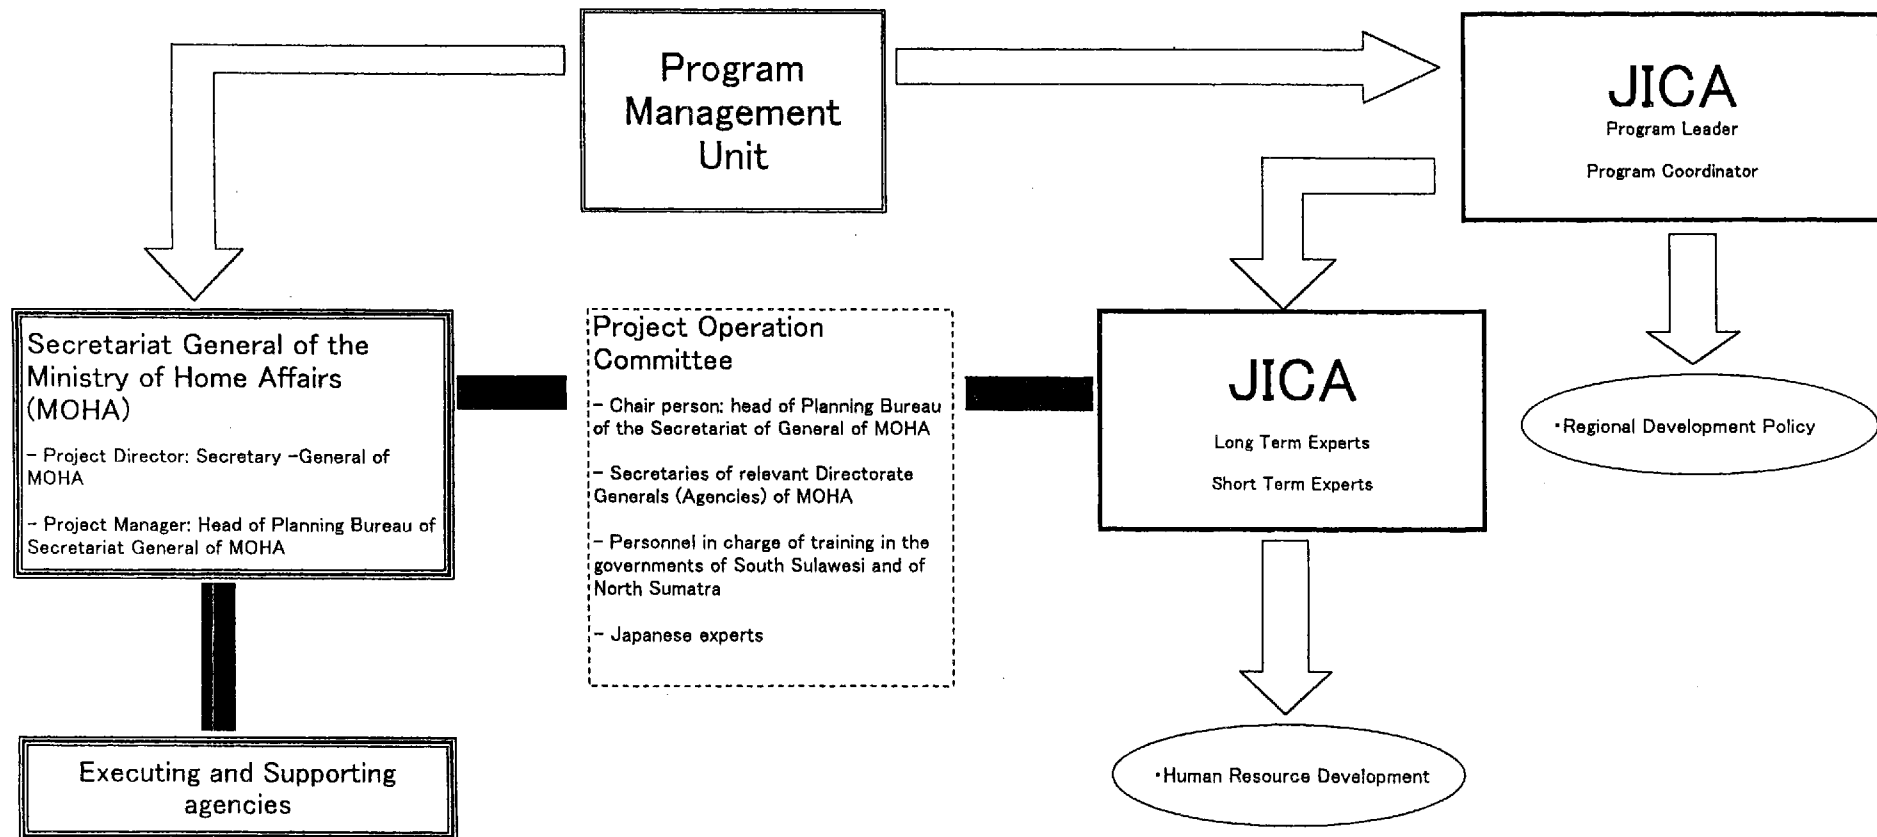 Program
Management
Unit
JICA
Program Leader
Program Coordinator
Secretariat General of the
Ministry of Home Affairs
(MOHA)
- Project Director: Secretary -General of
MOHA
- Project Manager: Head of Planning Bureau of
Secretariat General of MOHA
Project Operation
Committee
- Chair person: head of Planning Bureau
of the Secretariat of General of MOHA
- Secretaries of relevant Directorate
Generals (Agencies) of MOHA
- Personnel in charge of training in the
governments of South Sulawesi and of
North Sumatra
- Japanese experts
JICA
Long Term Experts
Short Term Experts
・Regional Development Policy
Executing and Supporting
agencies
・Human Resource Development